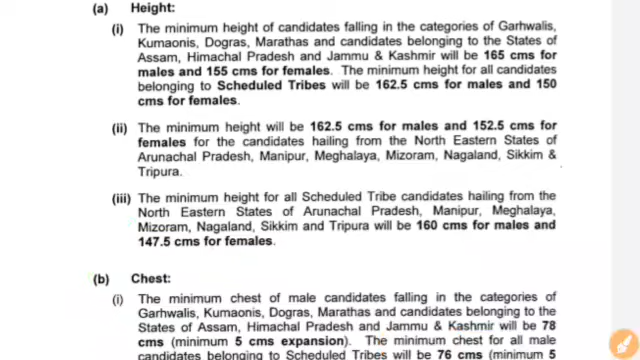 (a) Height:
(i) The minimum height of candidates falling in the categories of Garhwalis,
Kumaonis, Dogras, Marathas and candidates belonging to the States of
Assam, Himachal Pradesh and Jammu & Kashmir will be 165 cms for
males and 155 cms for females. The minimum height for all candidates
belonging to Scheduled Tribes will be 162.5 cms for males and 150
cms for females.
(ii) The minimum height will be 162.5 cms for males and 152.5 cms for
females for the candidates hailing from the North Eastern States of
Arunachal Pradesh, Manipur, Meghalaya, Mizoram, Nagaland, Sikkim &
Tripura.
(iii) The minimum height for all Scheduled Tribe candidates hailing from the
North Eastern States of Arunachal Pradesh, Manipur, Meghalaya,
Mizoram, Nagaland, Sikkim and Tripura will be 160 cms for males and
147.5 cms for females.
(b) Chest:
(i) The minimum chest of male candidates falling in the categories of
Garhwalis, Kumaonis, Dogras, Marathas and candidates belonging to the
States of Assam, Himachal Pradesh and Jammu & Kashmir will be 78
cms (minimum 5 cms expansion). The minimum chest for all male
candidates belonging to Scheduled Tribes will be 76 cms (minimum 5